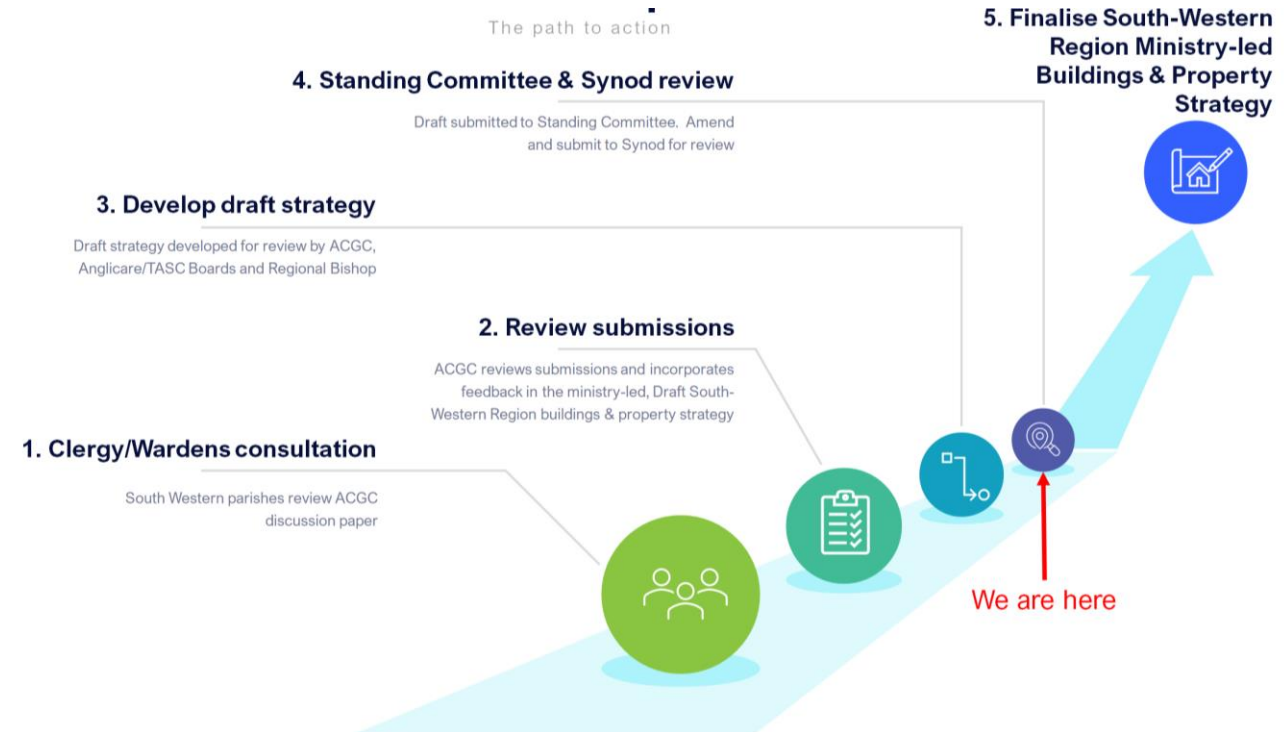 The path to action
5. Finalise South-Western
Region Ministry-led
Buildings & Property
Strategy
4. Standing Committee & Synod review
Draft submitted to Standing Committee. Amend
and submit to Synod for review
3. Develop draft strategy
Draft strategy developed for review by ACGC,
Anglicare/TASC Boards and Regional Bishop
2. Review submissions
ACGC reviews submissions and incorporates
feedback in the ministry-led, Draft South-
Western Region buildings & property strategy
1. Clergy/Wardens consultation
South Western parishes review ACGC
discussion paper
We are here